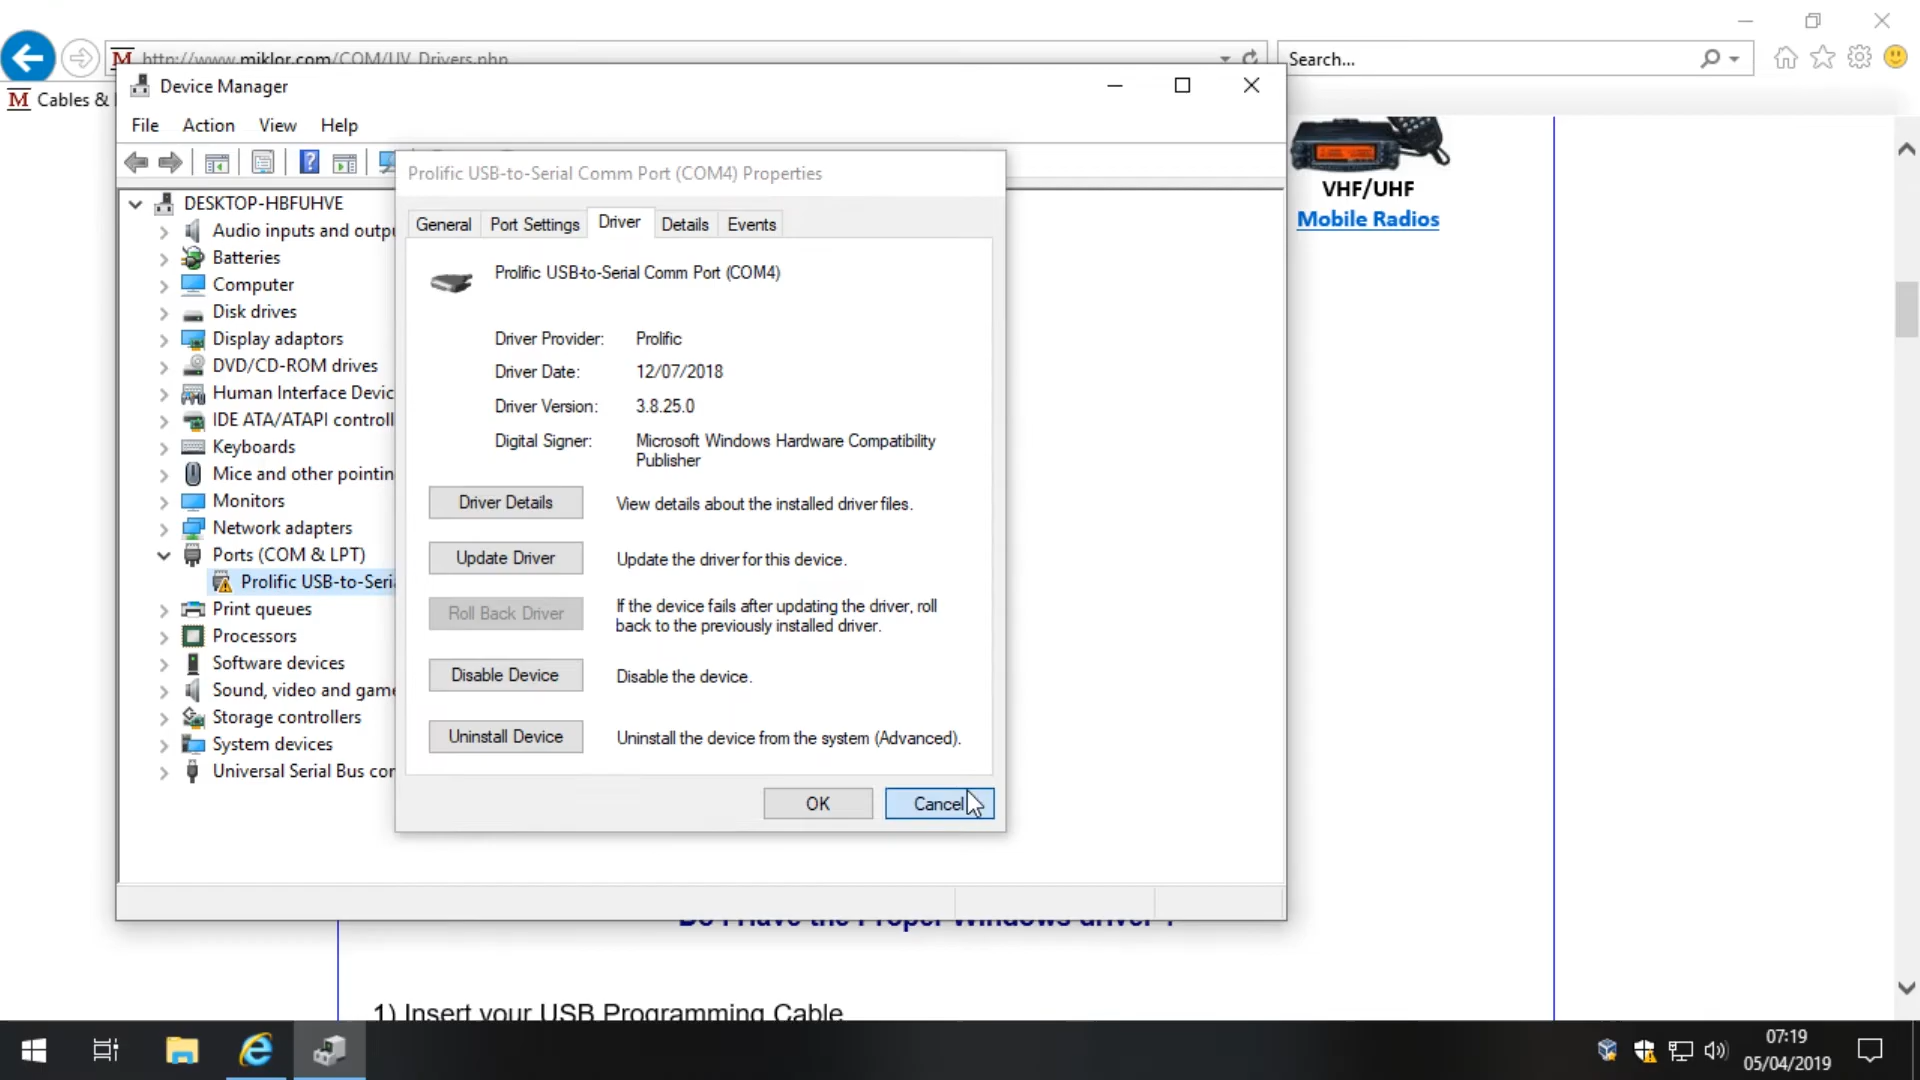 http://www.miklor.com/COM/UV_Drivers.php
Search...
Cables &
Device Manager
File Action View Help
Prolific USB-to-Serial Comm Port (COM4) Properties
General Port Settings Driver Details Events
DESKTOP-HBFUHVE
Audio inputs and outpu
Batteries
Computer
Disk drives
Display adaptors
DVD/CD-ROM drives
Human Interface Devic
IDE ATA/ATAPI controll
Keyboards
Mice and other pointin
Monitors
Network adapters
Ports (COM & LPT)
Prolific USB-to-Seria
Print queues
Processors
Software devices
Sound, video and game
Storage controllers
System devices
Universal Serial Bus con
Prolific USB-to-Serial Comm Port (COM4)
Driver Provider: Prolific
Driver Date: 12/07/2018
Driver Version: 3.8.25.0
Digital Signer: Microsoft Windows Hardware Compatibility
Publisher
Driver Details View details about the installed driver files.
Update Driver Update the driver for this device.
Roll Back Driver If the device fails after updating the driver, roll
back to the previously installed driver.
Disable Device Disable the device.
Uninstall Device Uninstall the device from the system (Advanced).
OK Cancel
VHF/UHF
Mobile Radios
Do I Have the Proper Windows driver ?
1) Insert your USB Programming Cable
07:19
05/04/2019